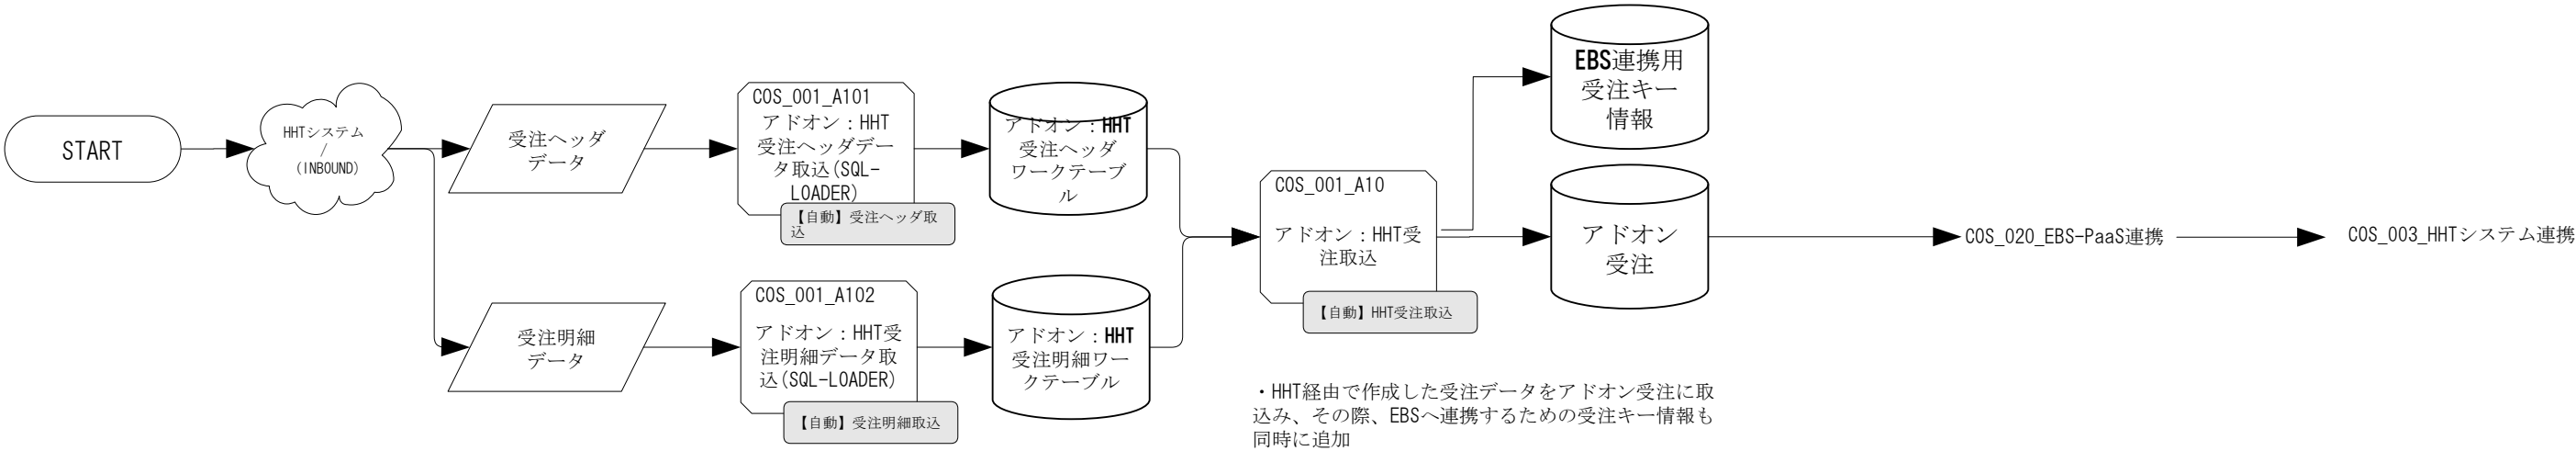 START
HHTシステム
/
(INBOUND)
受注ヘッダ
データ
COS_001_A101
アドオン：HHT
受注ヘッダデー
タ取込(SQL-
LOADER)
【自動】受注ヘッダ取
込
アドオン：HHT
受注ヘッダ
ワークテーブ
ル
受注明細
データ
COS_001_A102
アドオン：HHT受
注明細データ取
込(SQL-LOADER)
【自動】受注明細取込
アドオン：HHT
受注明細ワー
クテーブル
COS_001_A10
アドオン：HHT受
注取込
【自動】HHT受注取込
EBS連携用
受注キー
情報
アドオン
受注
COS_020_EBS-PaaS連携
COS_003_HHTシステム連携
・HHT経由で作成した受注データをアドオン受注に取
込み、その際、EBSへ連携するための受注キー情報も
同時に追加